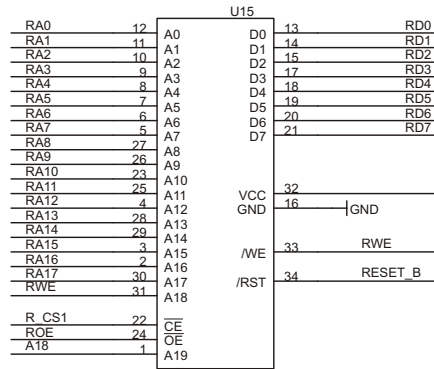 U15
RA0 12 A0 D0 13 RD0
RA1 11 A1 D1 14 RD1
RA2 10 A2 D2 15 RD2
RA3 9 A3 D3 17 RD3
RA4 8 A4 D4 18 RD4
RA5 7 A5 D5 19 RD5
RA6 6 A6 D6 20 RD6
RA7 5 A7 D7 21 RD7
RA8 27 A8
RA9 26 A9
RA10 23 A10
RA11 25 A11 VCC 32
RA12 4 A12 GND 16 GND
RA13 28 A13
RA14 29 A14
RA15 3 A15 /WE 33 RWE
RA16 2 A16
RA17 30 A17 /RST 34 RESET_B
RWE 31 A18
R_CS1 22 CE
ROE 24 OE
A18 1 A19